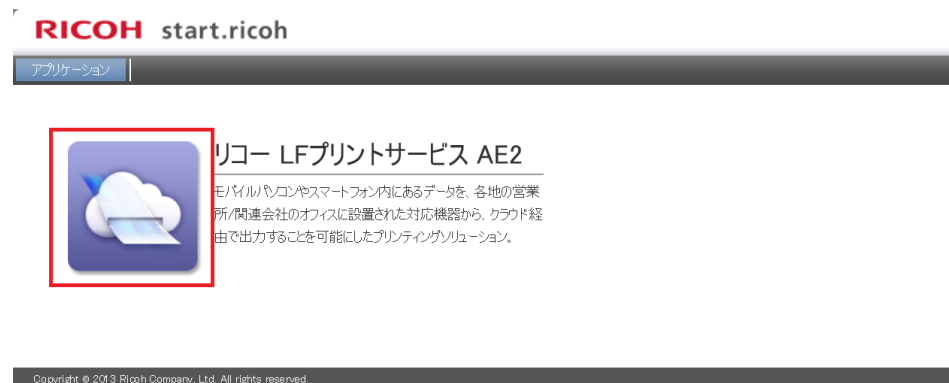 RICOH start.ricoh
アプリケーション
リコー LFプリントサービス AE2
モバイルパソコンやスマートフォン内にあるデータを、各地の営業
所/関連会社のオフィスに設置された対応機器から、クラウド経
由で出力することを可能にしたプリンティングソリューション。
Copyright © 2013 Ricoh Company, Ltd. All rights reserved.